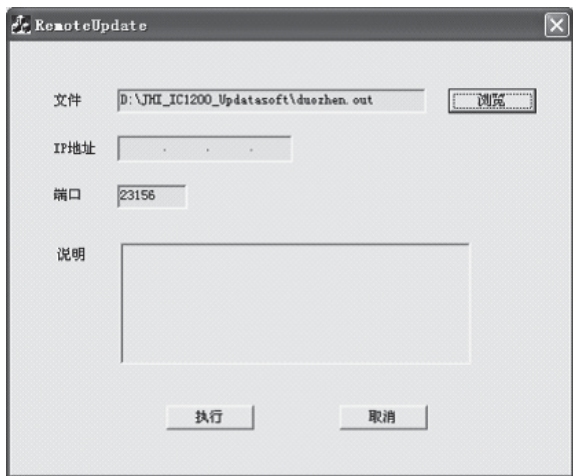 RemoteUpdate
文件 D:\JHI_IC1200_Updatasoft\duozhen.out 浏览
IP地址 . . .
端口 23156
说明
执行 取消